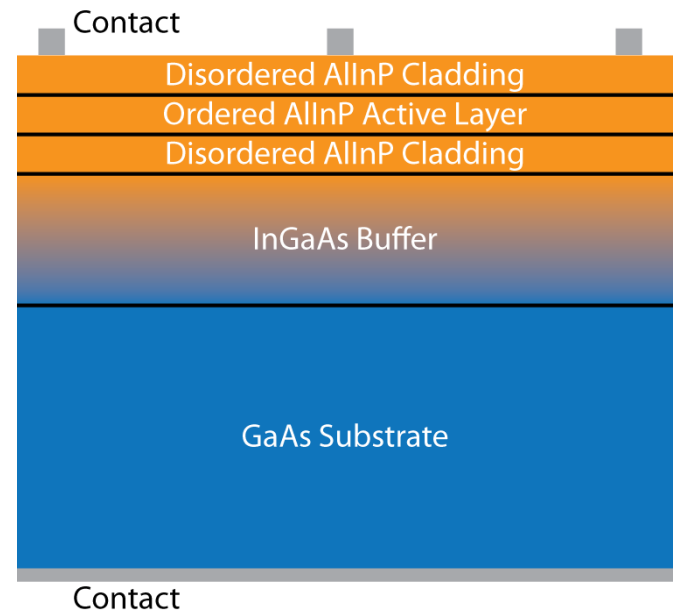 Contact
Disordered AlInP Cladding
Ordered AlInP Active Layer
Disordered AlInP Cladding
InGaAs Buffer
GaAs Substrate
Contact